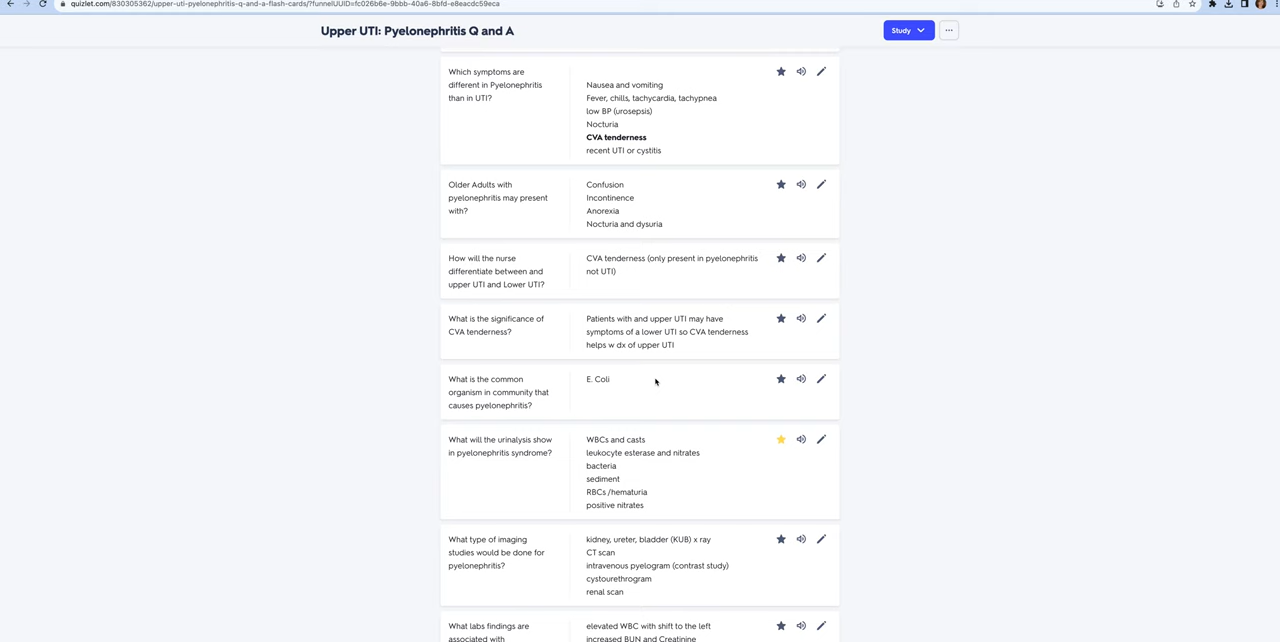 quizlet.com/830305362/upper-uti-pyelonephritis-q-and-a-flash-cards/?funnelUUID=fc026b6e-9bbb-40a6-8bfd-e8eacdc59eca
Upper UTI: Pyelonephritis Q and A
Study
Which symptoms are
different in Pyelonephritis
than in UTI?
Nausea and vomiting
Fever, chills, tachycardia, tachypnea
low BP (urosepsis)
Nocturia
CVA tenderness
recent UTI or cystitis
Older Adults with
pyelonephritis may present
with?
Confusion
Incontinence
Anorexia
Nocturia and dysuria
How will the nurse
differentiate between and
upper UTI and Lower UTI?
CVA tenderness (only present in pyelonephritis
not UTI)
What is the significance of
CVA tenderness?
Patients with and upper UTI may have
symptoms of a lower UTI so CVA tenderness
helps w dx of upper UTI
What is the common
organism in community that
causes pyelonephritis?
E. Coli
What will the urinalysis show
in pyelonephritis syndrome?
WBCs and casts
leukocyte esterase and nitrates
bacteria
sediment
RBCs /hematuria
positive nitrates
What type of imaging
studies would be done for
pyelonephritis?
kidney, ureter, bladder (KUB) x ray
CT scan
intravenous pyelogram (contrast study)
cystourethrogram
renal scan
What labs findings are
associated with
elevated WBC with shift to the left
increased BUN and Creatinine